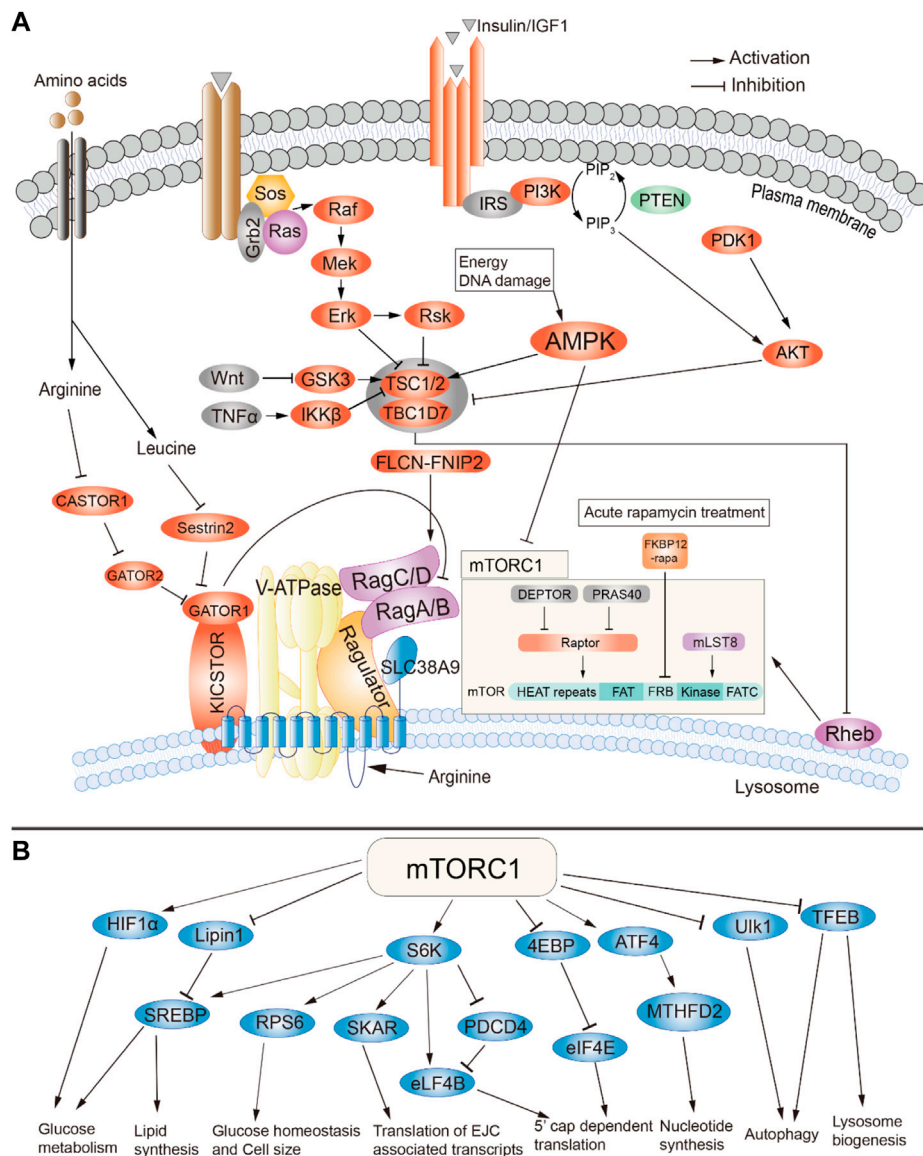 A
Insulin/IGF1
Activation
Inhibition
Amino acids
Plasma membrane
Sos
Grb2
Ras
Raf
Mek
Erk
Rsk
IRS
PI3K
PIP2
PIP3
PTEN
PDK1
AKT
Energy
DNA damage
AMPK
Wnt
GSK3
TNFα
IKKβ
TSC1/2
TBC1D7
Arginine
Leucine
FLCN-FNIP2
CASTOR1
Sestrin2
GATOR2
GATOR1
KICSTOR
V-ATPase
RagC/D
RagA/B
Ragulator
SLC38A9
Acute rapamycin treatment
FKBP12
-rapa
mTORC1
DEPTOR
PRAS40
Raptor
mLST8
mTOR
HEAT repeats
FAT
FRB
Kinase
FATC
Rheb
Arginine
Lysosome
B
mTORC1
HIF1α
Lipin1
S6K
4EBP
ATF4
Ulk1
TFEB
SREBP
RPS6
SKAR
PDCD4
eIF4E
MTHFD2
eLF4B
Glucose
metabolism
Lipid
synthesis
Glucose homeostasis
and Cell size
Translation of EJC
associated transcripts
5' cap dependent
translation
Nucleotide
synthesis
Autophagy
Lysosome
biogenesis